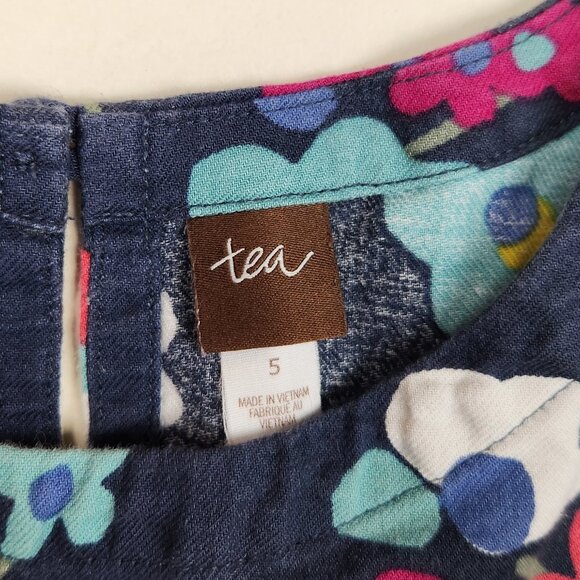 tea
5
MADE IN VIETNAM
FABRIQUÉ AU
VIETNAM